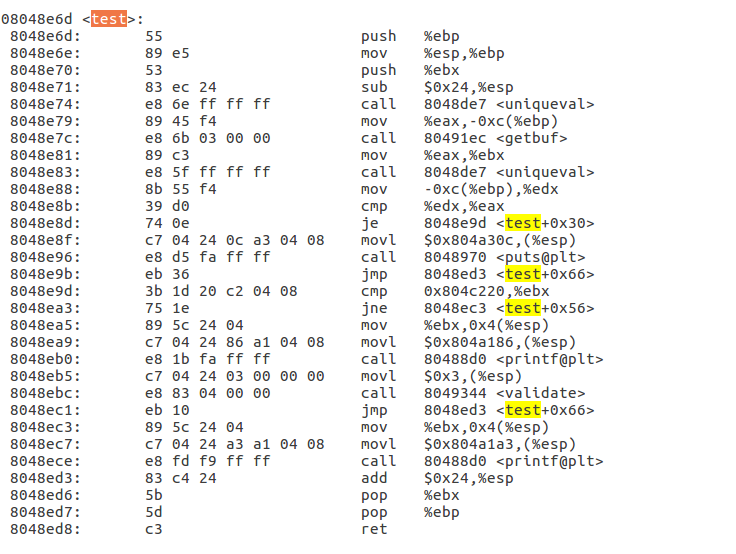 08048e6d <test>:
 8048e6d:	55	push   %ebp
 8048e6e:	89 e5	mov    %esp,%ebp
 8048e70:	53	push   %ebx
 8048e71:	83 ec 24	sub    $0x24,%esp
 8048e74:	e8 6e ff ff ff	call   8048de7 <uniqueval>
 8048e79:	89 45 f4	mov    %eax,-0xc(%ebp)
 8048e7c:	e8 6b 03 00 00	call   80491ec <getbuf>
 8048e81:	89 c3	mov    %eax,%ebx
 8048e83:	e8 5f ff ff ff	call   8048de7 <uniqueval>
 8048e88:	8b 55 f4	mov    -0xc(%ebp),%edx
 8048e8b:	39 d0	cmp    %edx,%eax
 8048e8d:	74 0e	je     8048e9d <test+0x30>
 8048e8f:	c7 04 24 0c a3 04 08	movl   $0x804a30c,(%esp)
 8048e96:	e8 d5 fa ff ff	call   8048970 <puts@plt>
 8048e9b:	eb 36	jmp    8048ed3 <test+0x66>
 8048e9d:	3b 1d 20 c2 04 08	cmp    0x804c220,%ebx
 8048ea3:	75 1e	jne    8048ec3 <test+0x56>
 8048ea5:	89 5c 24 04	mov    %ebx,0x4(%esp)
 8048ea9:	c7 04 24 86 a1 04 08	movl   $0x804a186,(%esp)
 8048eb0:	e8 1b fa ff ff	call   80488d0 <printf@plt>
 8048eb5:	c7 04 24 03 00 00 00	movl   $0x3,(%esp)
 8048ebc:	e8 83 04 00 00	call   8049344 <validate>
 8048ec1:	eb 10	jmp    8048ed3 <test+0x66>
 8048ec3:	89 5c 24 04	mov    %ebx,0x4(%esp)
 8048ec7:	c7 04 24 a3 a1 04 08	movl   $0x804a1a3,(%esp)
 8048ece:	e8 fd f9 ff ff	call   80488d0 <printf@plt>
 8048ed3:	83 c4 24	add    $0x24,%esp
 8048ed6:	5b	pop    %ebx
 8048ed7:	5d	pop    %ebp
 8048ed8:	c3	ret